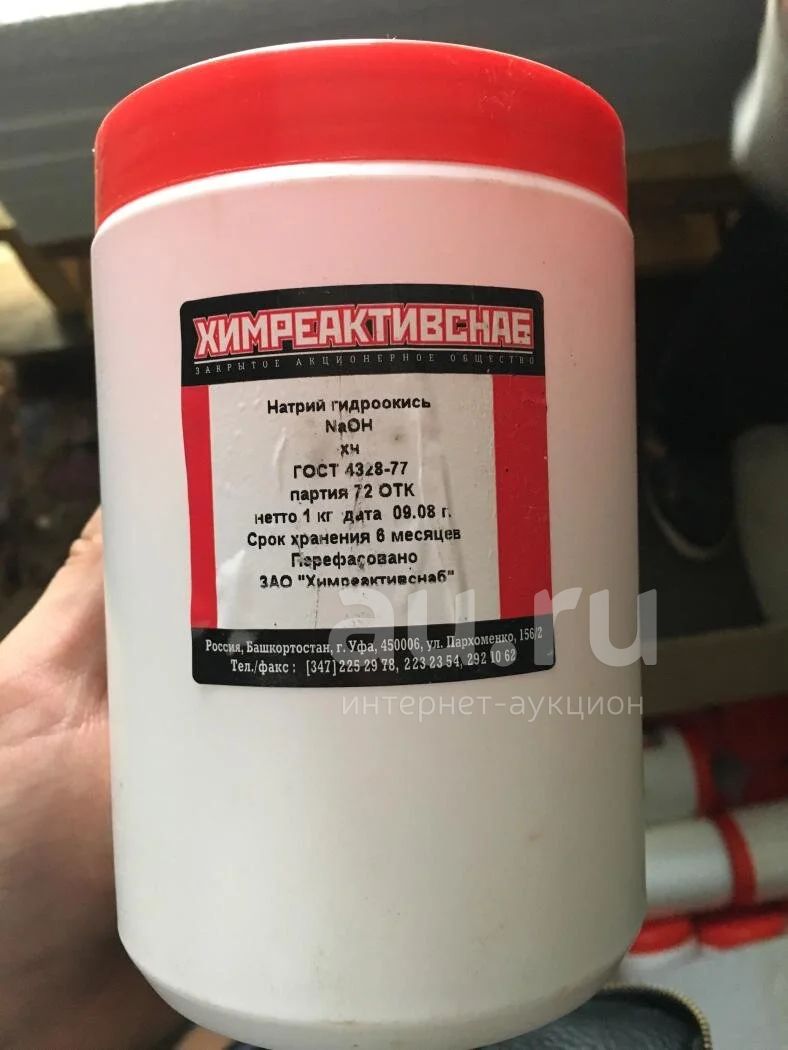 ХИМРЕАКТИВСНАБ
ЗАКРЫТОЕ АКЦИОНЕРНОЕ ОБЩЕСТВО
Натрий гидроокись
NaOH
хч
ГОСТ 4328-77
партия 72 ОТК
нетто 1 кг дата 09.08 г.
Срок хранения 6 месяцев
Перефасовано
ЗАО "Химреактивснаб"
Россия, Башкортостан, г. Уфа, 450006, ул. Пархоменко, 156/2
Тел./факс : [347] 225 29 78, 223 23 54, 292 10 62
au.ru
интернет-аукцион